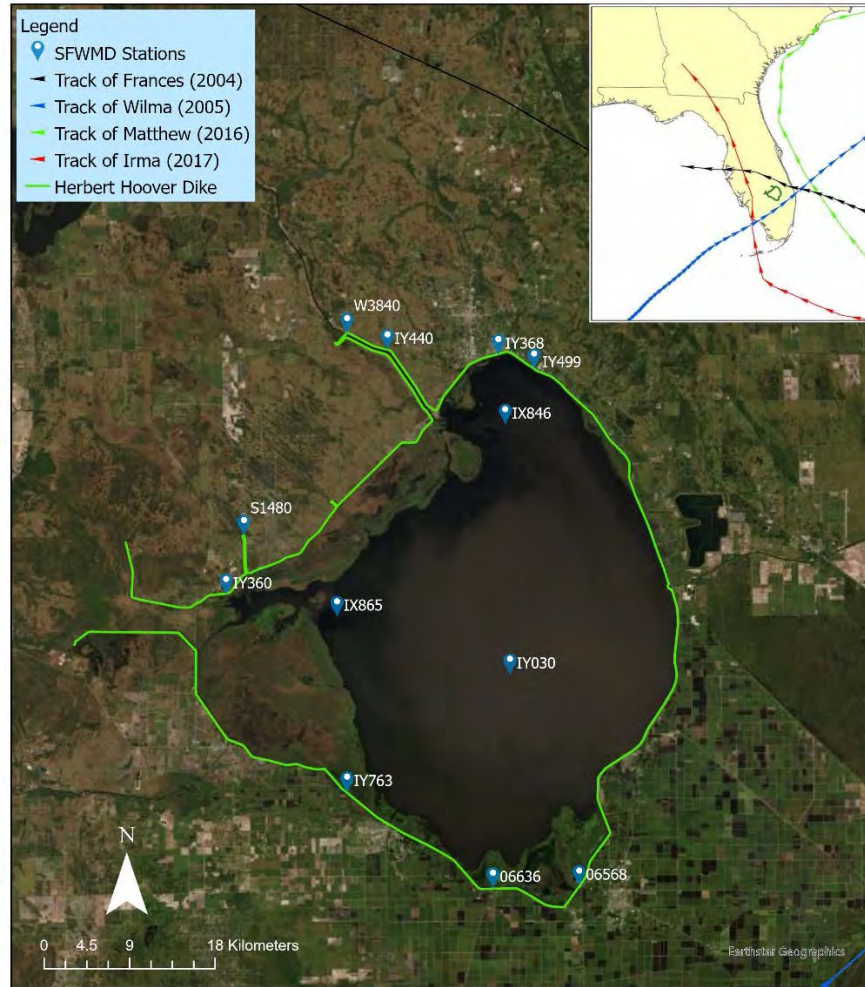 Legend
SFWMD Stations
Track of Frances (2004)
Track of Wilma (2005)
Track of Matthew (2016)
Track of Irma (2017)
Herbert Hoover Dike
W3840
IY440
IY368
IY499
IX846
S1480
IY360
IX865
IY030
IY763
06636
06568
N
0 4.5 9 18 Kilometers
Earthstar Geographics